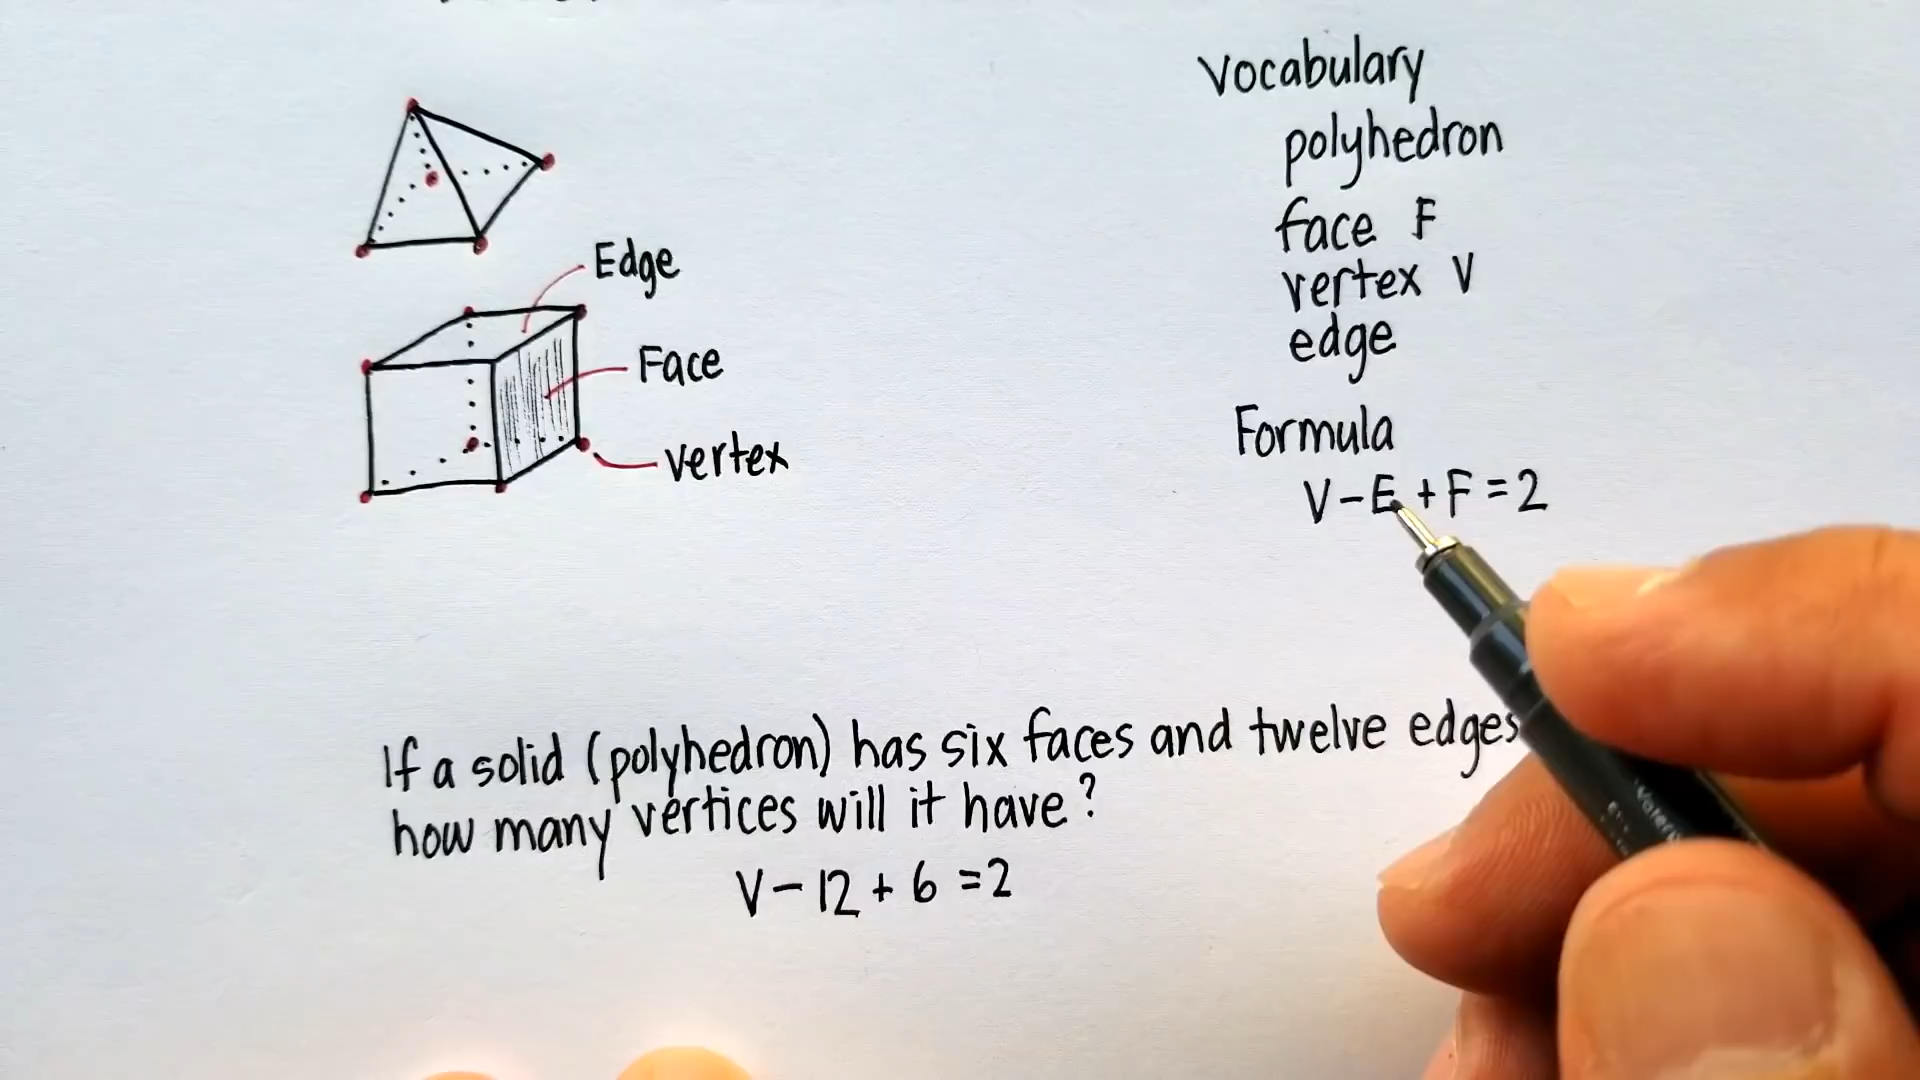 Vocabulary
polyhedron
face F
vertex V
edge
Edge
Face
vertex
Formula
V-E+F=2
If a solid (polyhedron) has six faces and twelve edges
how many vertices will it have?
V-12+6=2